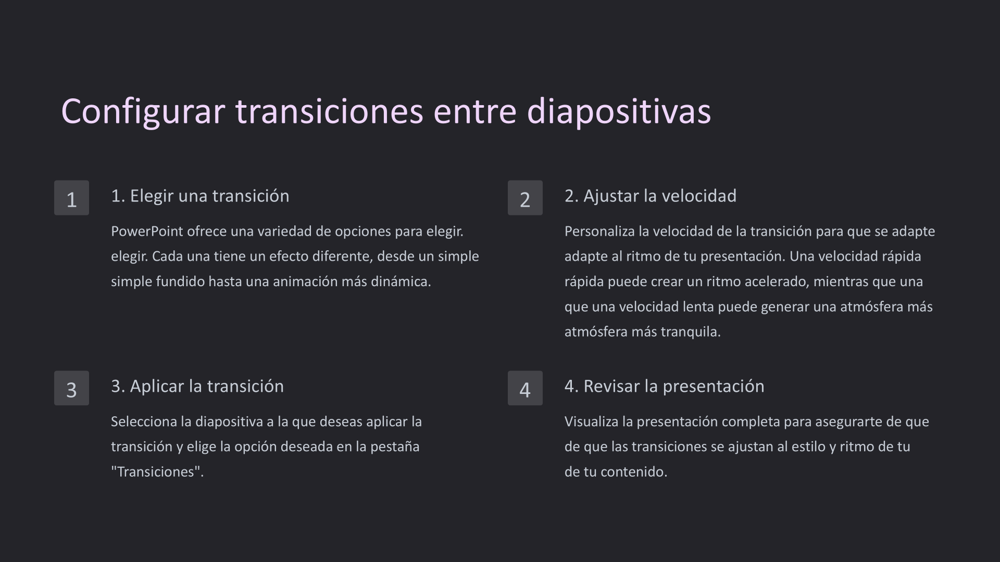 Configurar transiciones entre diapositivas
1
1. Elegir una transición
PowerPoint ofrece una variedad de opciones para elegir.
elegir. Cada una tiene un efecto diferente, desde un simple
simple fundido hasta una animación más dinámica.
2
2. Ajustar la velocidad
Personaliza la velocidad de la transición para que se adapte
adapte al ritmo de tu presentación. Una velocidad rápida
rápida puede crear un ritmo acelerado, mientras que una
que una velocidad lenta puede generar una atmósfera más
atmósfera más tranquila.
3
3. Aplicar la transición
Selecciona la diapositiva a la que deseas aplicar la
transición y elige la opción deseada en la pestaña
"Transiciones".
4
4. Revisar la presentación
Visualiza la presentación completa para asegurarte de que
de que las transiciones se ajustan al estilo y ritmo de tu
de tu contenido.